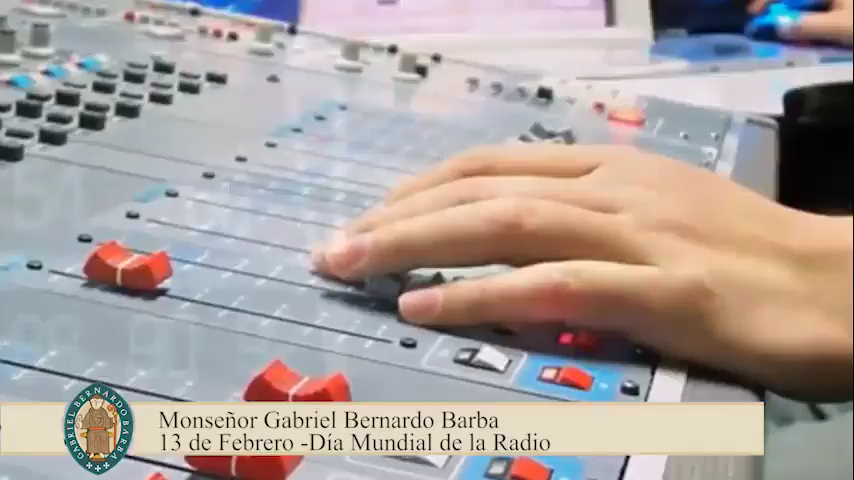 Monseñor Gabriel Bernardo Barba
13 de Febrero -Día Mundial de la Radio
GABRIEL BERNARDO BARBA